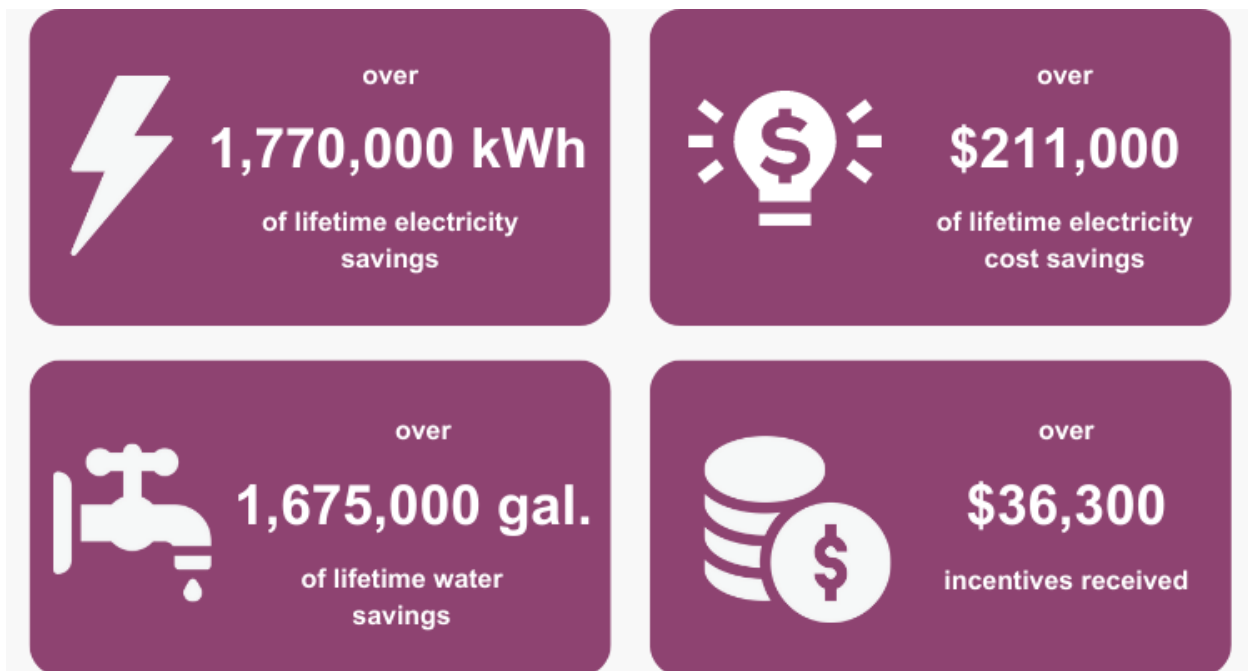 over
1,770,000 kWh
of lifetime electricity
savings
over
$211,000
of lifetime electricity
cost savings
over
1,675,000 gal.
of lifetime water
savings
over
$36,300
incentives received